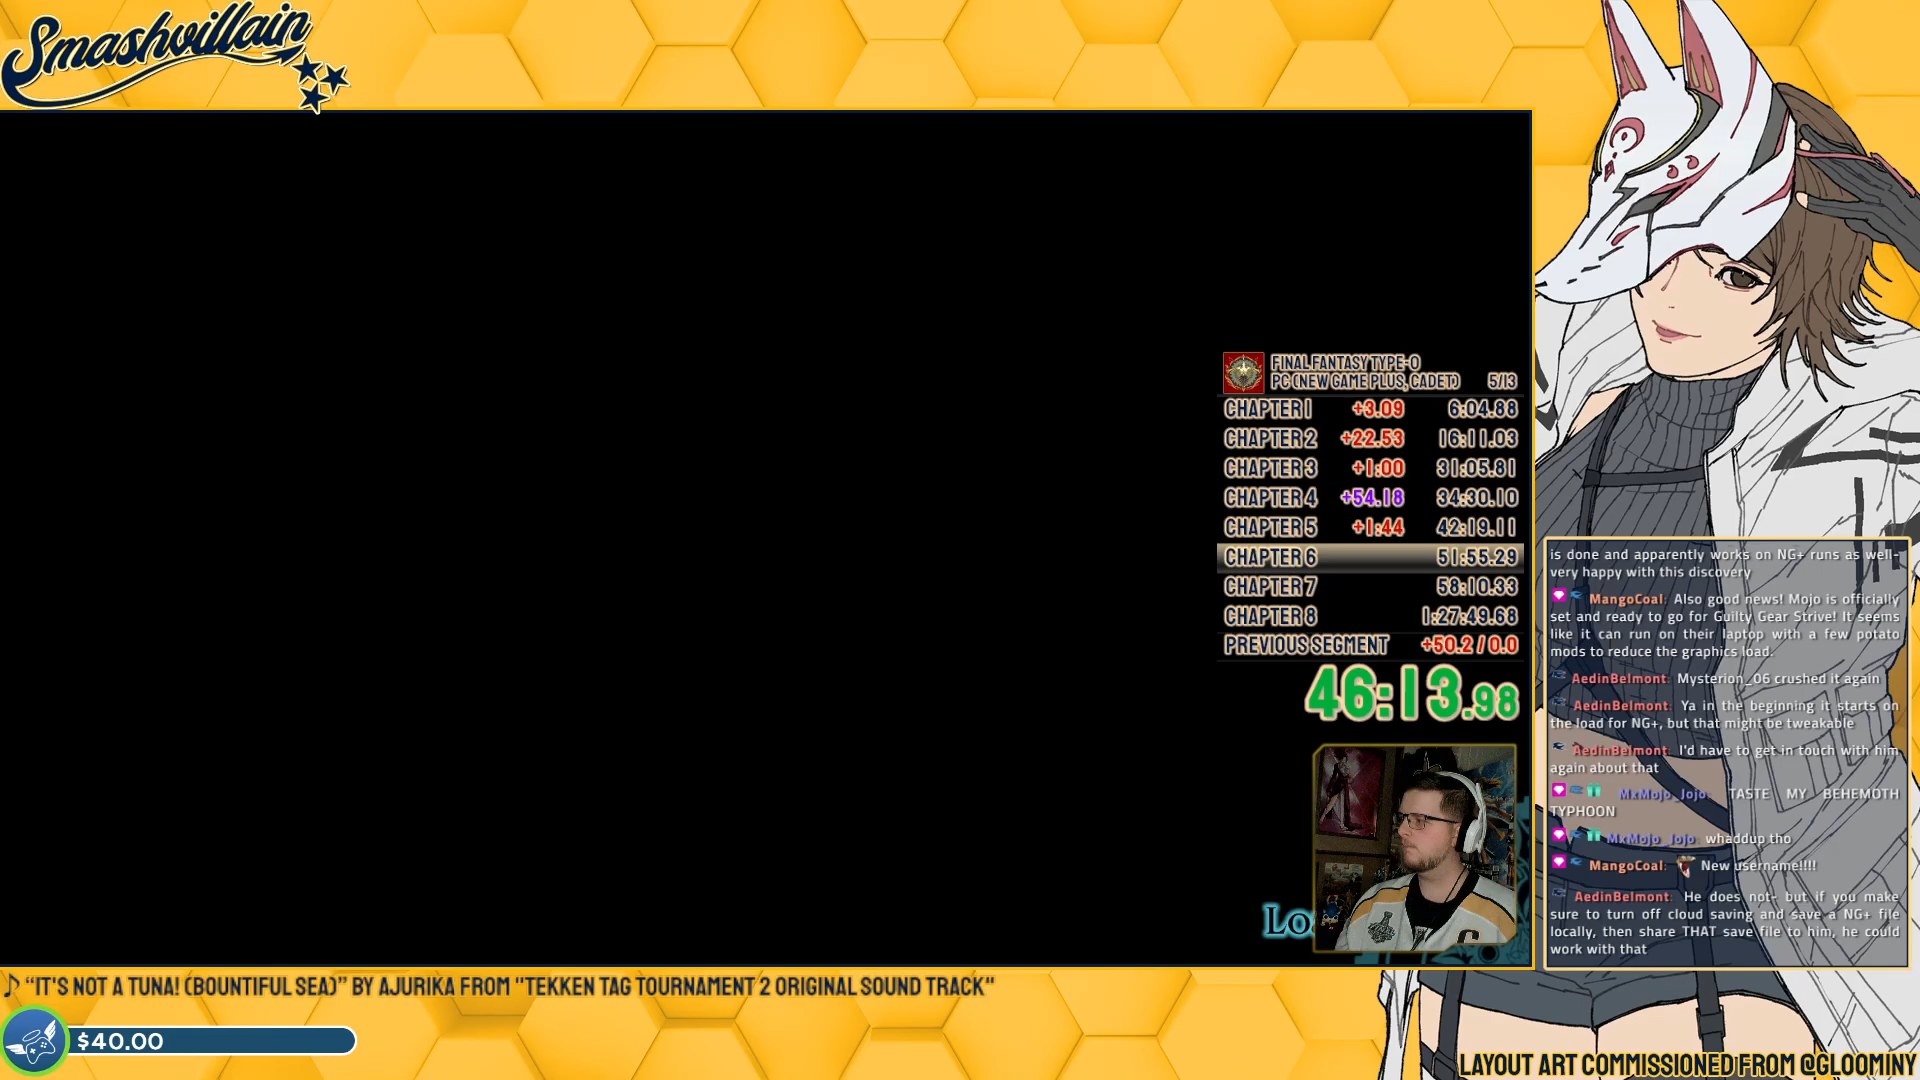 Smashvillain
FINAL FANTASY TYPE-0
PC (NEW GAME PLUS, CADET) 5/13
CHAPTER 1 +3.09 6:04.88
CHAPTER 2 +22.53 16:11.03
CHAPTER 3 +1:00 31:05.81
CHAPTER 4 +54.18 34:30.10
CHAPTER 5 +1:44 42:19.11
CHAPTER 6 51:55.29
CHAPTER 7 58:10.33
CHAPTER 8 1:27:49.68
PREVIOUS SEGMENT +50.2 / 0.0
46:13.98
Lo
is done and apparently works on NG+ runs as well-
very happy with this discovery
MangoCoal: Also good news! Mojo is officially
set and ready to go for Guilty Gear Strive! It seems
like it can run on their laptop with a few potato
mods to reduce the graphics load.
AedinBelmont: Mysterion_06 crushed it again
AedinBelmont: Ya in the beginning it starts on
the load for NG+, but that might be tweakable
AedinBelmont: I'd have to get in touch with him
again about that
MxMojo_Jojo: TASTE MY BEHEMOTH
TYPHOON
MxMojo_Jojo: whaddup tho
MangoCoal: New username!!!!
AedinBelmont: He does not- but if you make
sure to turn off cloud saving and save a NG+ file
locally, then share THAT save file to him, he could
work with that
♪ "IT'S NOT A TUNA! (BOUNTIFUL SEA)" BY AJURIKA FROM "TEKKEN TAG TOURNAMENT 2 ORIGINAL SOUND TRACK"
$40.00
LAYOUT ART COMMISSIONED FROM @GLOOMINY